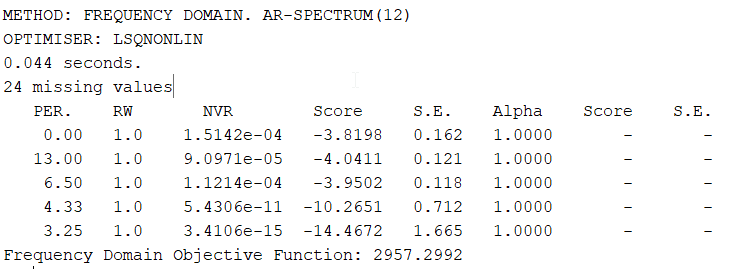 METHOD: FREQUENCY DOMAIN. AR-SPECTRUM(12)
OPTIMISER: LSQNONLIN
0.044 seconds.
24 missing values
PER. RW NVR Score S.E. Alpha Score S.E.
0.00 1.0 1.5142e-04 -3.8198 0.162 1.0000 - -
13.00 1.0 9.0971e-05 -4.0411 0.121 1.0000 - -
6.50 1.0 1.1214e-04 -3.9502 0.118 1.0000 - -
4.33 1.0 5.4306e-11 -10.2651 0.712 1.0000 - -
3.25 1.0 3.4106e-15 -14.4672 1.665 1.0000 - -
Frequency Domain Objective Function: 2957.2992